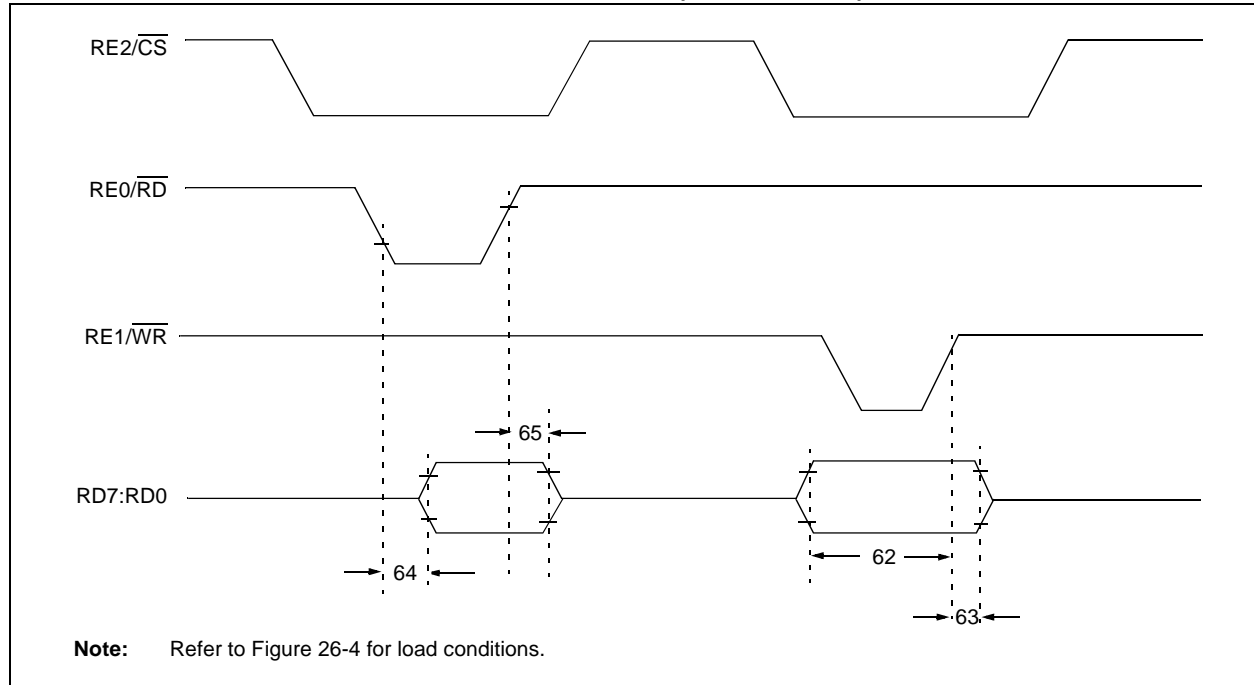 RE2/CS
RE0/RD
RE1/WR
65
RD7:RD0
62
64
63
Note: Refer to Figure 26-4 for load conditions.